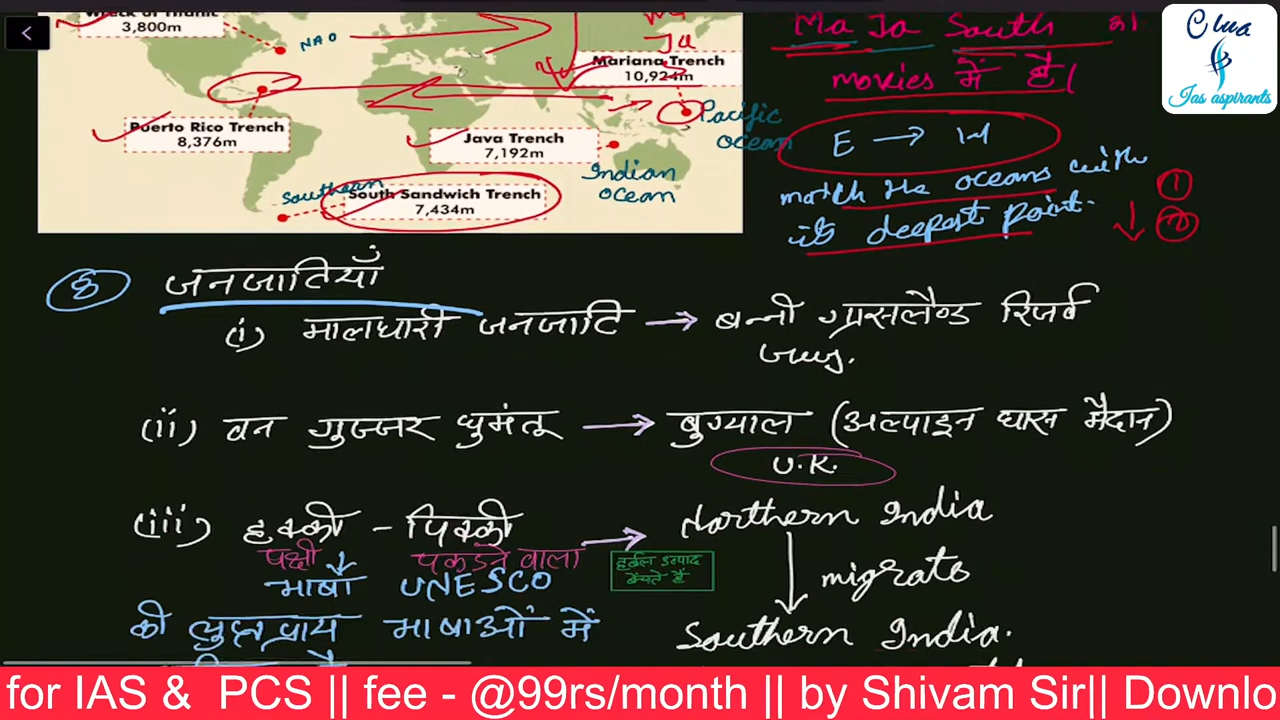 Wreck of Titanic
3,800m
NAO
Ma
Ja
Mariana Trench
10,924m
Puerto Rico Trench
8,376m
Java Trench
7,192m
Pacific
ocean
Indian
ocean
Southern
South Sandwich Trench
7,434m
Ma Ja South
movies में है।
E → W
match the oceans with
its deepest point.
①
↓ ②
Clua
Ias aspirants
⑧ जनजातियाँ
(i) मालधारी जनजाति → बन्नी ग्रासलैण्ड रिजर्व
(ii) वन गुज्जर घुमंतू → बुग्याल (अल्पाइन घास मैदान)
U.K.
(iii) हक्की - पिक्की → Northern India
पक्षी पकड़ने वाला
हर्बल उत्पाद
बेचते हैं
migrate
भाषा UNESCO
की लुप्तप्राय भाषाओं में
Southern India.
for IAS & PCS || fee - @99rs/month || by Shivam Sir|| Downlo